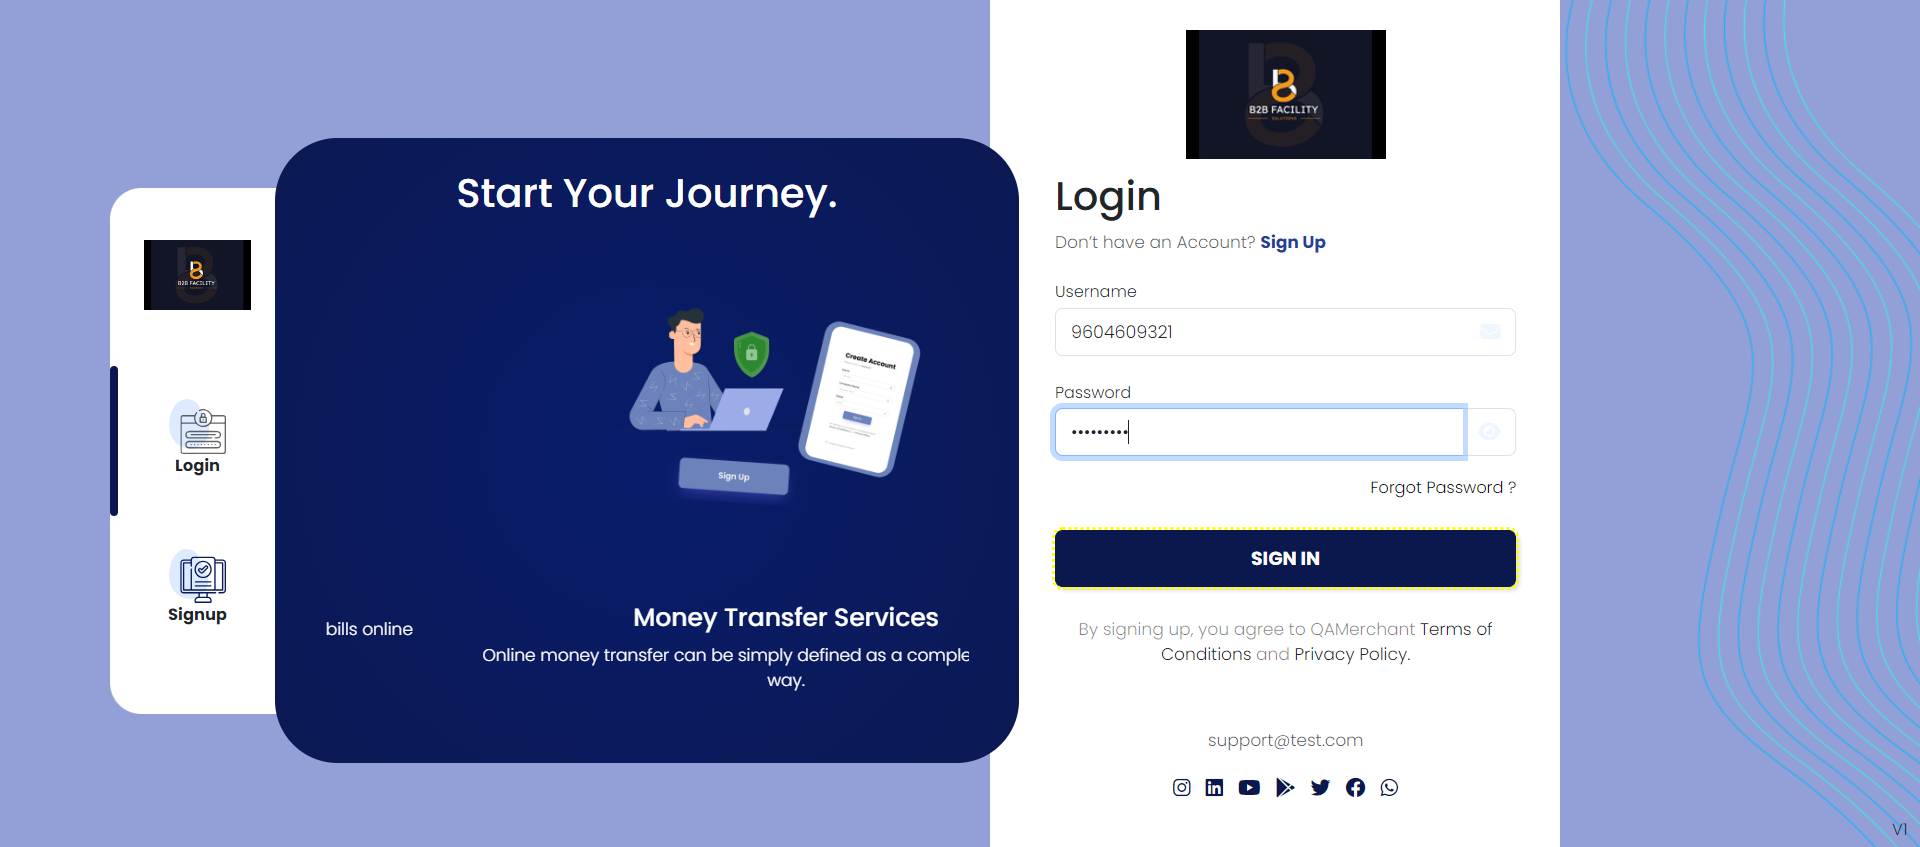 B2B FACILITY
Login
Signup
Start Your Journey.
Create Account
Sign Up
bills online
Money Transfer Services
Online money transfer can be simply defined as a comple
way.
B2B FACILITY
SOLUTIONS
Login
Don't have an Account? Sign Up
Username
9604609321
Password
•••••••••
Forgot Password ?
SIGN IN
By signing up, you agree to QAMerchant Terms of
Conditions and Privacy Policy.
support@test.com
V1